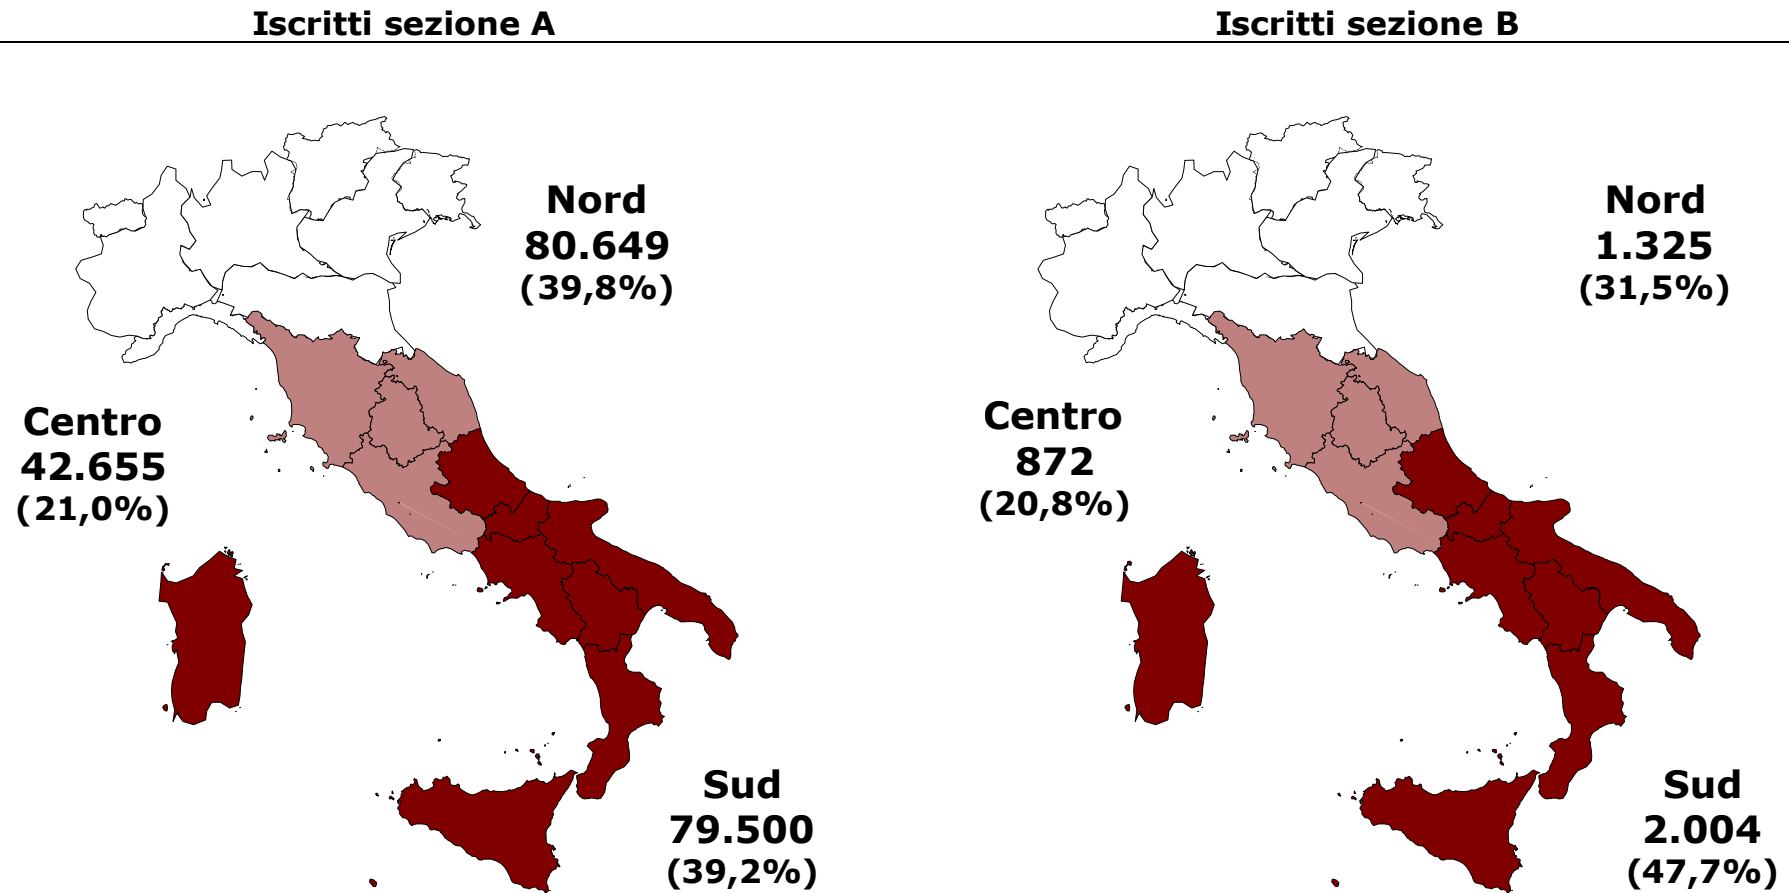 Iscritti sezione A
Nord
80.649
(39,8%)
Centro
42.655
(21,0%)
Sud
79.500
(39,2%)
Iscritti sezione B
Nord
1.325
(31,5%)
Centro
872
(20,8%)
Sud
2.004
(47,7%)